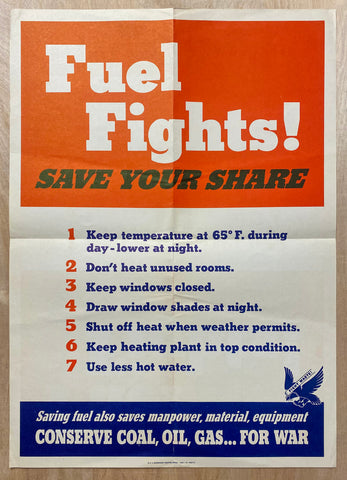 Fuel
Fights!
SAVE YOUR SHARE
1 Keep temperature at 65° F. during
day - lower at night.
2 Don't heat unused rooms.
3 Keep windows closed.
4 Draw window shades at night.
5 Shut off heat when weather permits.
6 Keep heating plant in top condition.
7 Use less hot water.
Saving fuel also saves manpower, material, equipment
CONSERVE COAL, OIL, GAS... FOR WAR